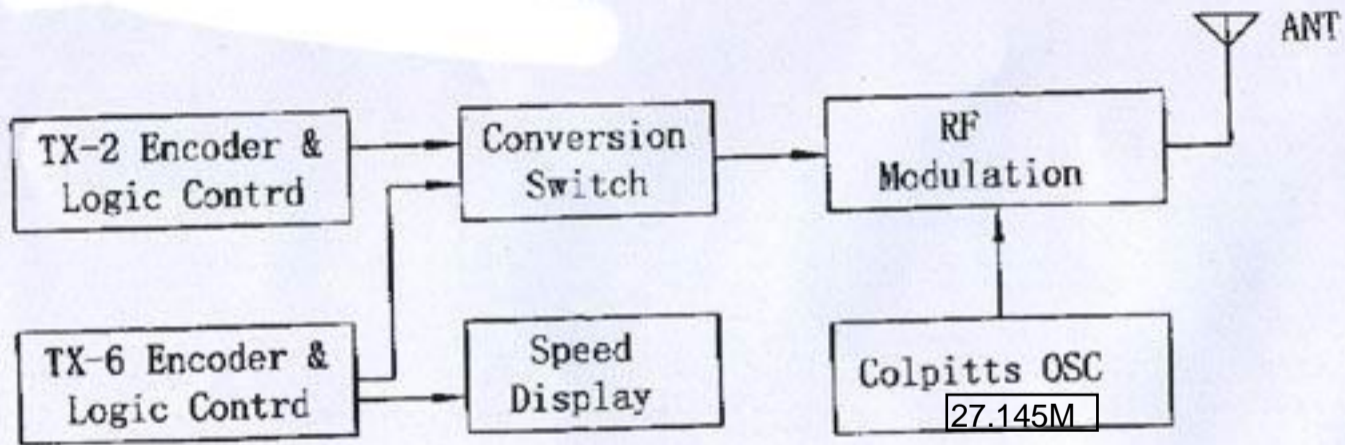 ANT
TX-2 Encoder &
Logic Contrd
Conversion
Switch
RF
Modulation
TX-6 Encoder &
Logic Contrd
Speed
Display
Colpitts OSC
27.145M